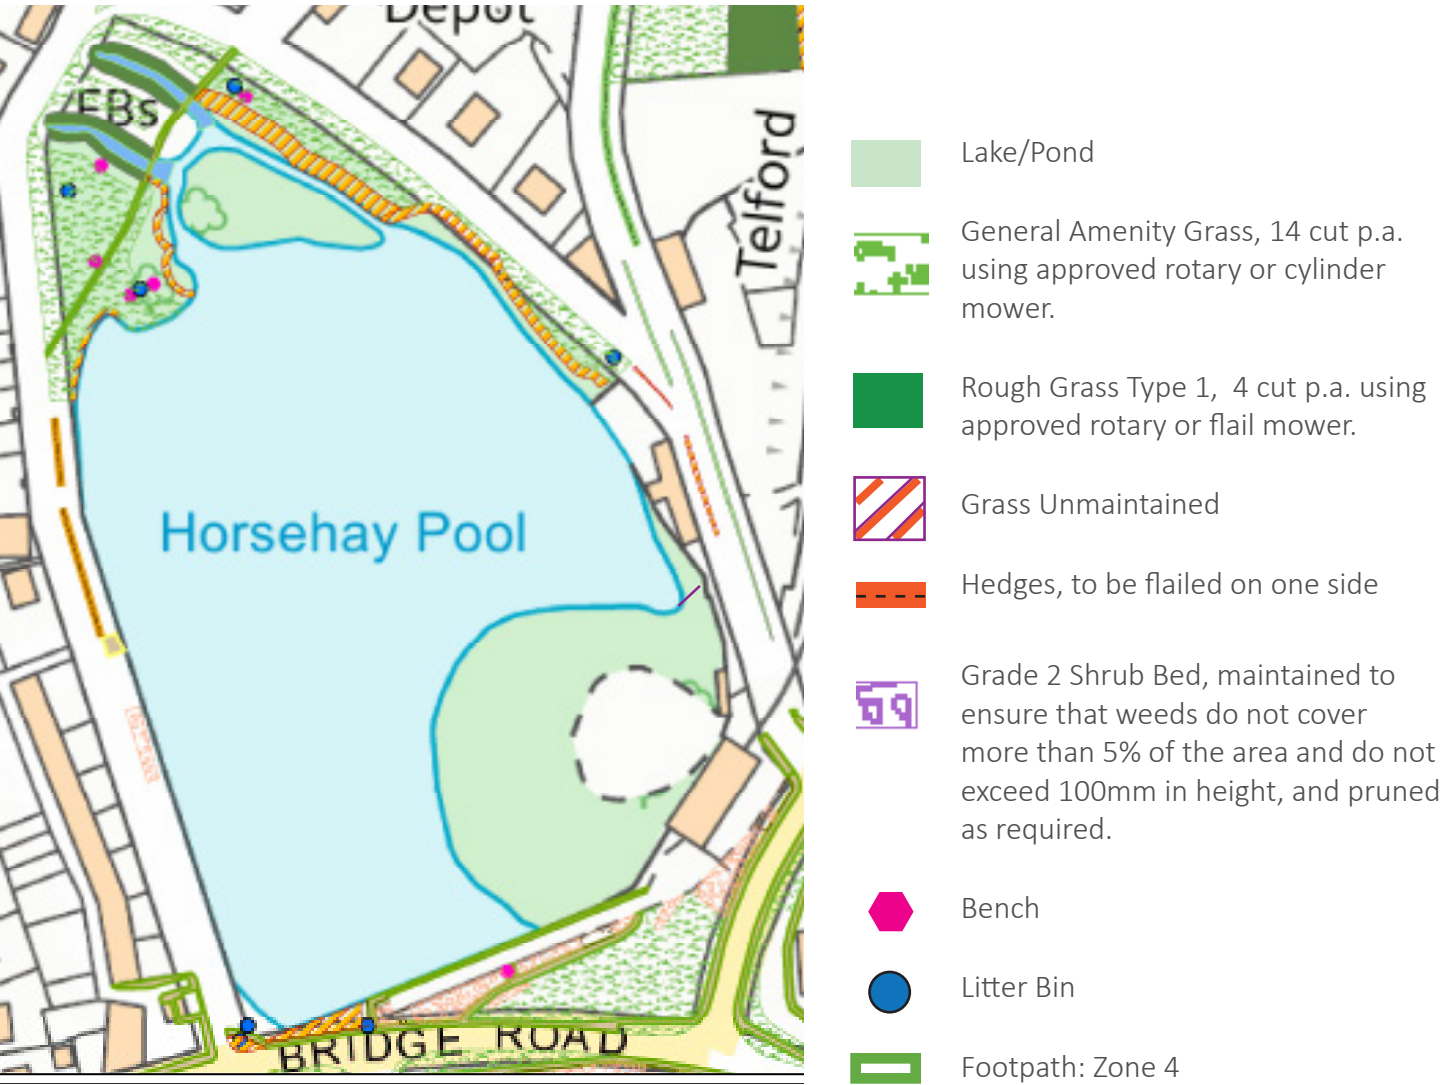 Depot
FBs
Telford
Horsehay Pool
BRIDGE ROAD
Lake/Pond
General Amenity Grass, 14 cut p.a.
using approved rotary or cylinder
mower.
Rough Grass Type 1, 4 cut p.a. using
approved rotary or flail mower.
Grass Unmaintained
Hedges, to be flailed on one side
Grade 2 Shrub Bed, maintained to
ensure that weeds do not cover
more than 5% of the area and do not
exceed 100mm in height, and pruned
as required.
Bench
Litter Bin
Footpath: Zone 4